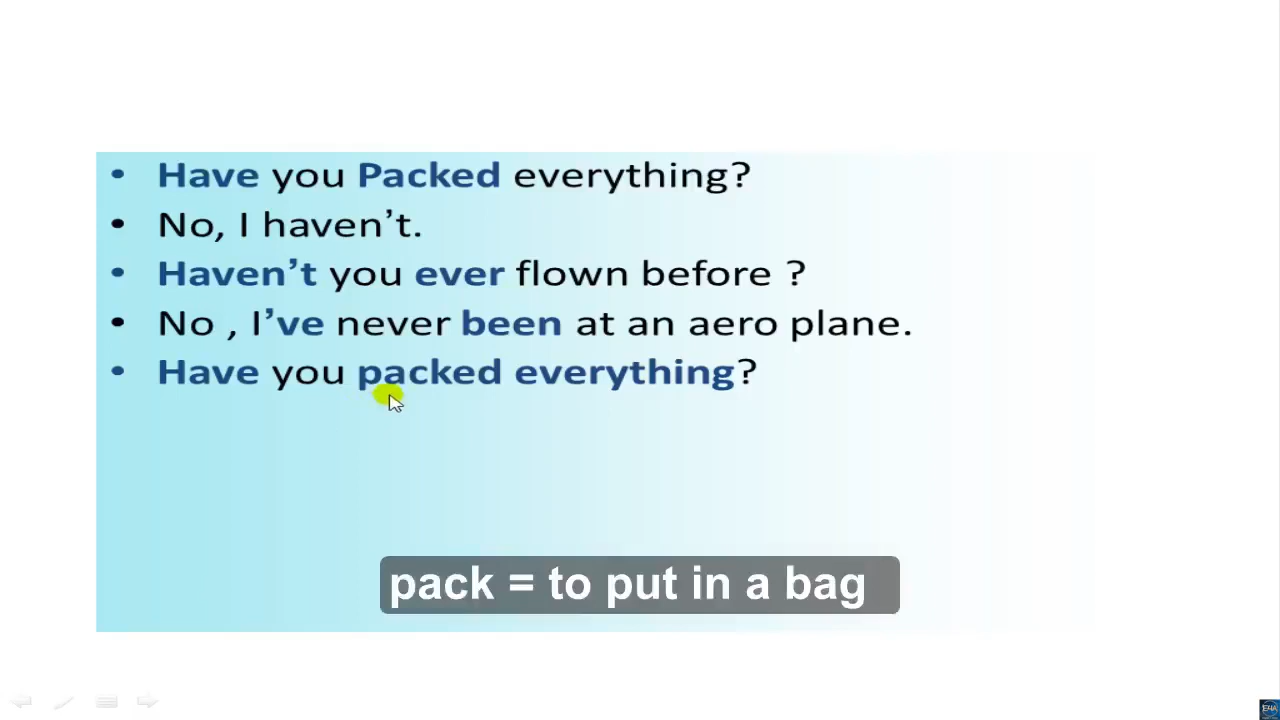 • Have you Packed everything?
• No, I haven’t.
• Haven’t you ever flown before ?
• No , I’ve never been at an aero plane.
• Have you packed everything?
pack = to put in a bag
E4A